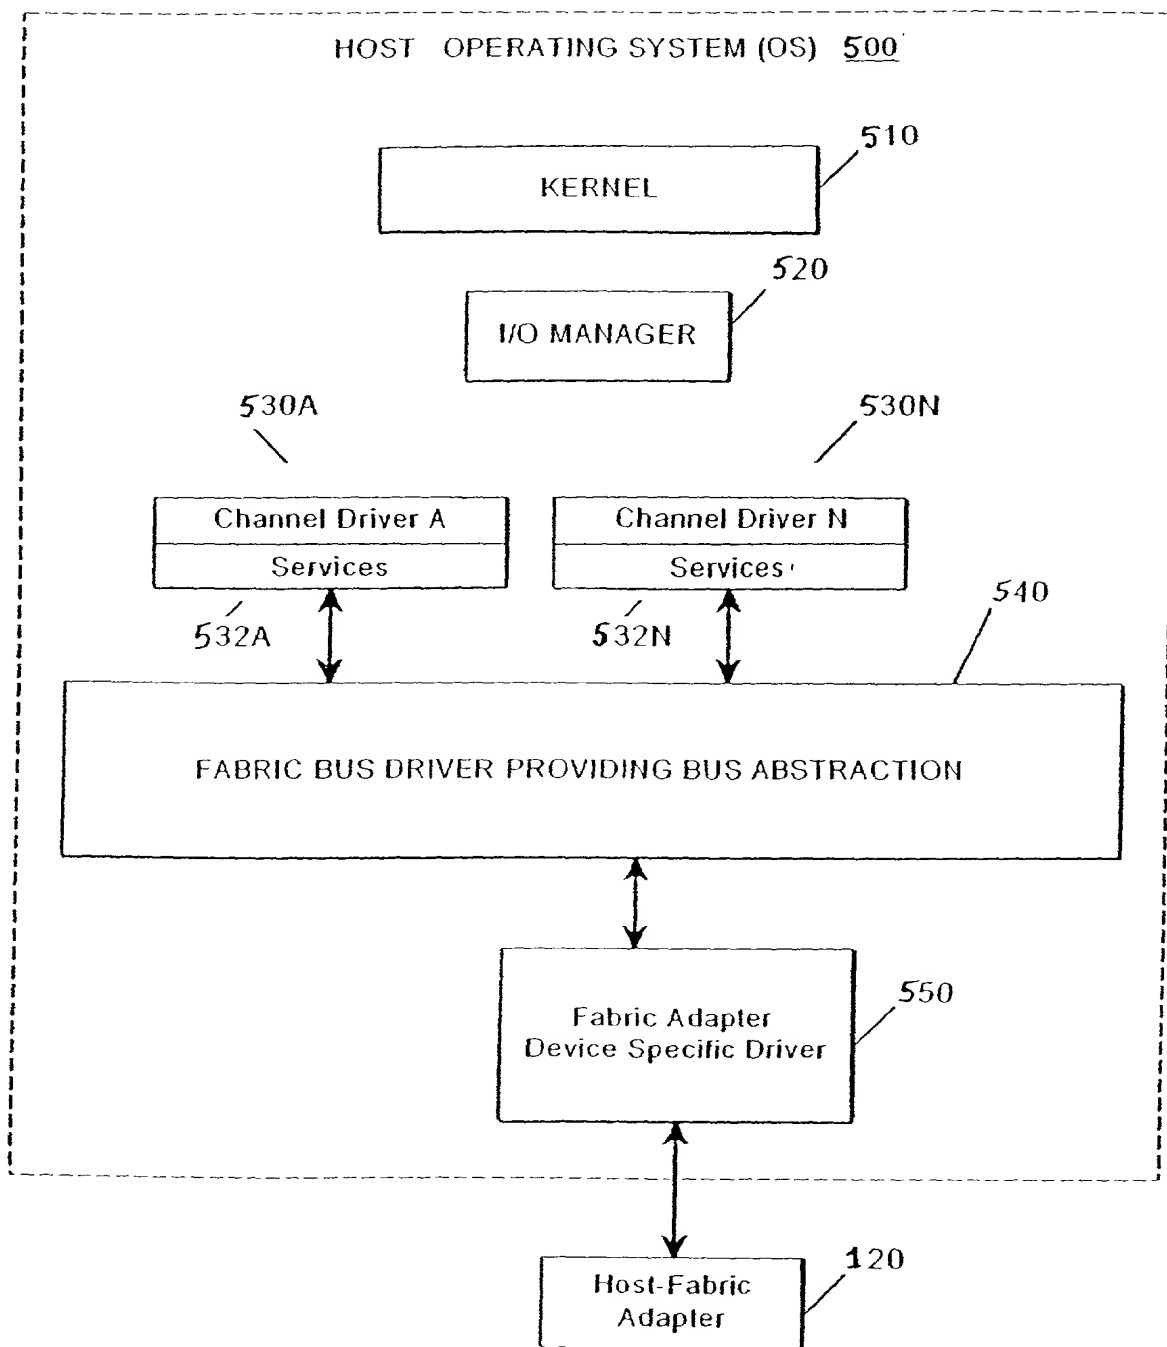 HOST OPERATING SYSTEM (OS) 500
510
KERNEL
520
I/O MANAGER
530A
530N
Channel Driver A
Services
Channel Driver N
Services
532A
532N
540
FABRIC BUS DRIVER PROVIDING BUS ABSTRACTION
550
Fabric Adapter
Device Specific Driver
120
Host-Fabric
Adapter